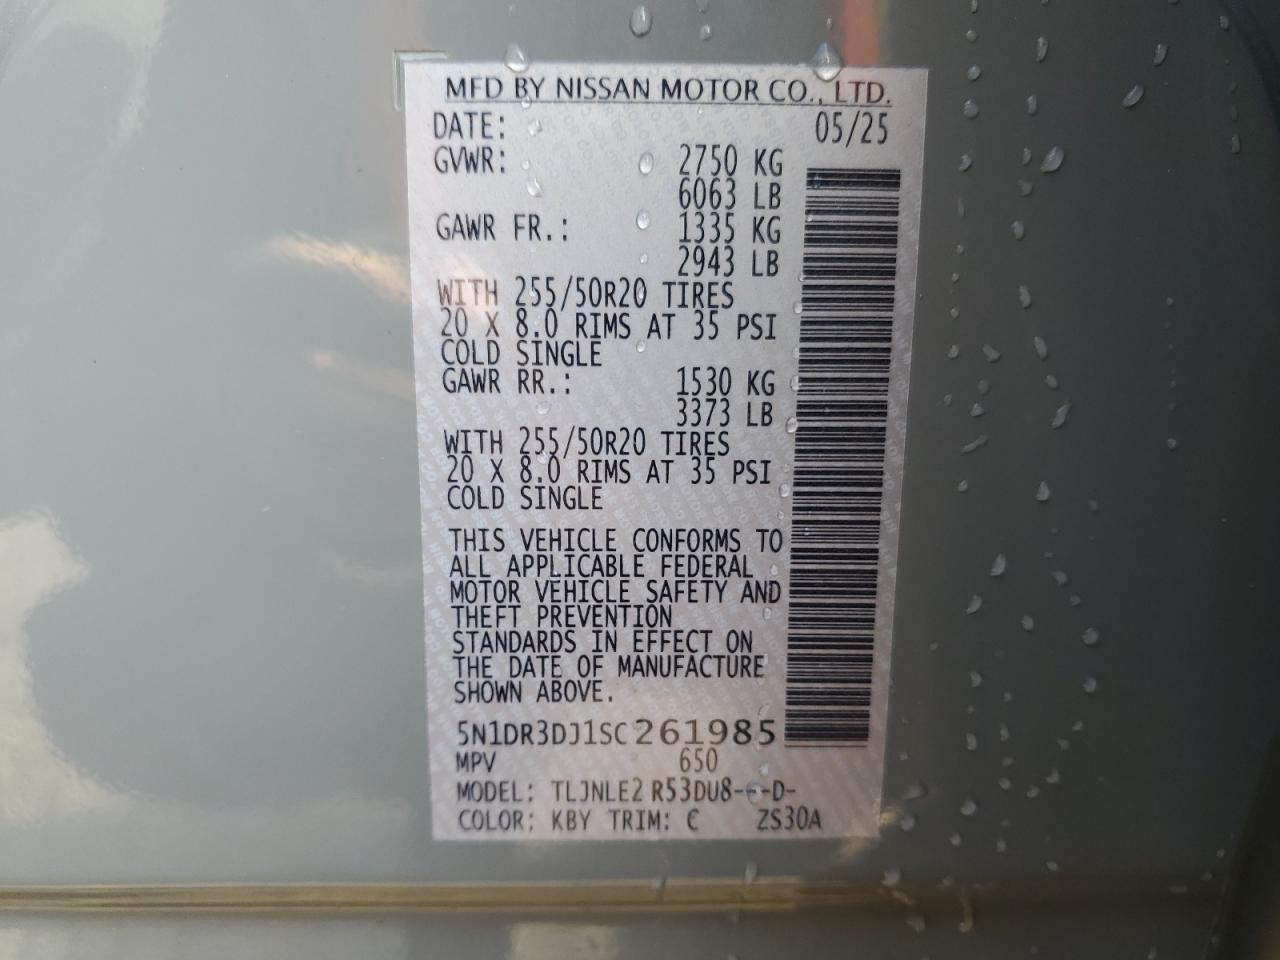 MFD BY NISSAN MOTOR CO., LTD.
DATE: 05/25
GVWR: 2750 KG
6063 LB
GAWR FR.: 1335 KG
2943 LB
WITH 255/50R20 TIRES
20 X 8.0 RIMS AT 35 PSI
COLD SINGLE
GAWR RR.: 1530 KG
3373 LB
WITH 255/50R20 TIRES
20 X 8.0 RIMS AT 35 PSI
COLD SINGLE
THIS VEHICLE CONFORMS TO
ALL APPLICABLE FEDERAL
MOTOR VEHICLE SAFETY AND
THEFT PREVENTION
STANDARDS IN EFFECT ON
THE DATE OF MANUFACTURE
SHOWN ABOVE.
5N1DR3DJ1SC261985
MPV 650
MODEL: TLJNLE2 R53DU8---D-
COLOR: KBY TRIM: C ZS30A